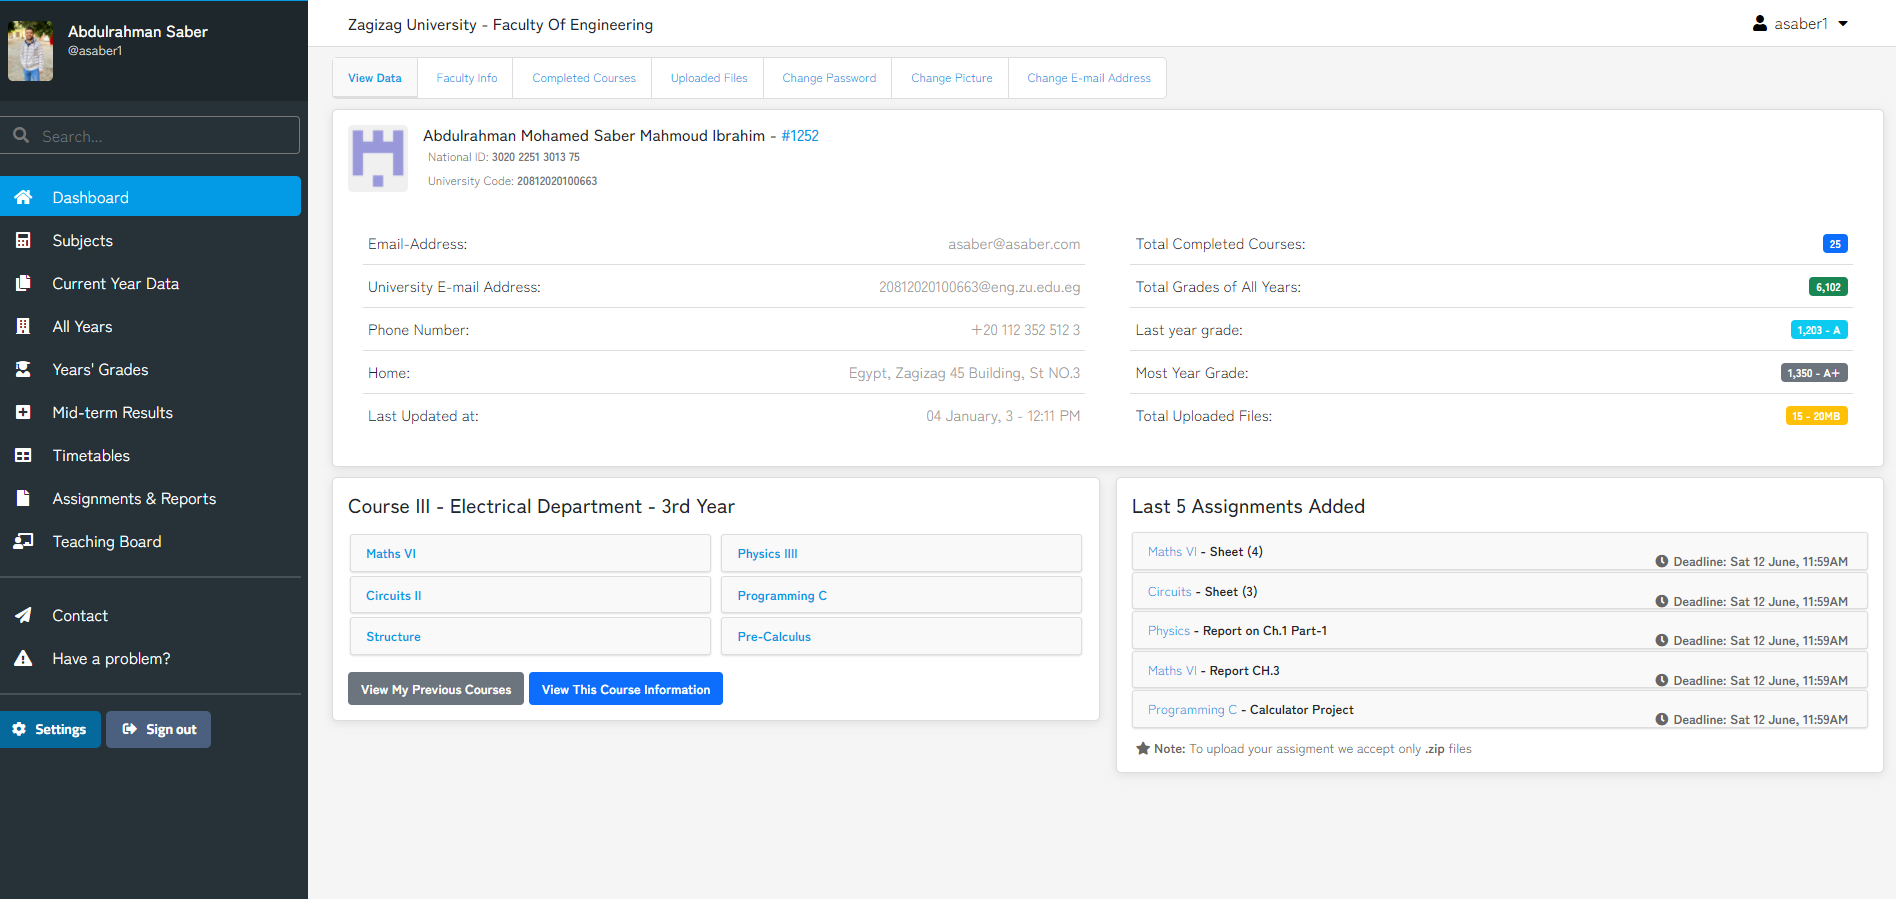 Abdulrahman Saber
@asaber1
Search...
Dashboard
Subjects
Current Year Data
All Years
Years' Grades
Mid-term Results
Timetables
Assignments & Reports
Teaching Board
Contact
Have a problem?
Settings Sign out
Zagizag University - Faculty Of Engineering
asaber1
View Data Faculty Info Completed Courses Uploaded Files Change Password Change Picture Change E-mail Address
Abdulrahman Mohamed Saber Mahmoud Ibrahim - #1252
National ID: 3020 2251 3013 75
University Code: 20812020100663
Email-Address: asaber@asaber.com
University E-mail Address: 20812020100663@eng.zu.edu.eg
Phone Number: +20 112 352 512 3
Home: Egypt, Zagizag 45 Building, St NO.3
Last Updated at: 04 January, 3 - 12:11 PM
Total Completed Courses: 25
Total Grades of All Years: 6,102
Last year grade: 1,203 - A
Most Year Grade: 1,350 - A+
Total Uploaded Files: 15 - 20MB
Course III - Electrical Department - 3rd Year
Maths VI Physics IIII
Circuits II Programming C
Structure Pre-Calculus
View My Previous Courses View This Course Information
Last 5 Assignments Added
Maths VI - Sheet (4) Deadline: Sat 12 June, 11:59AM
Circuits - Sheet (3) Deadline: Sat 12 June, 11:59AM
Physics - Report on Ch.1 Part-1 Deadline: Sat 12 June, 11:59AM
Maths VI - Report CH.3 Deadline: Sat 12 June, 11:59AM
Programming C - Calculator Project Deadline: Sat 12 June, 11:59AM
Note: To upload your assigment we accept only .zip files